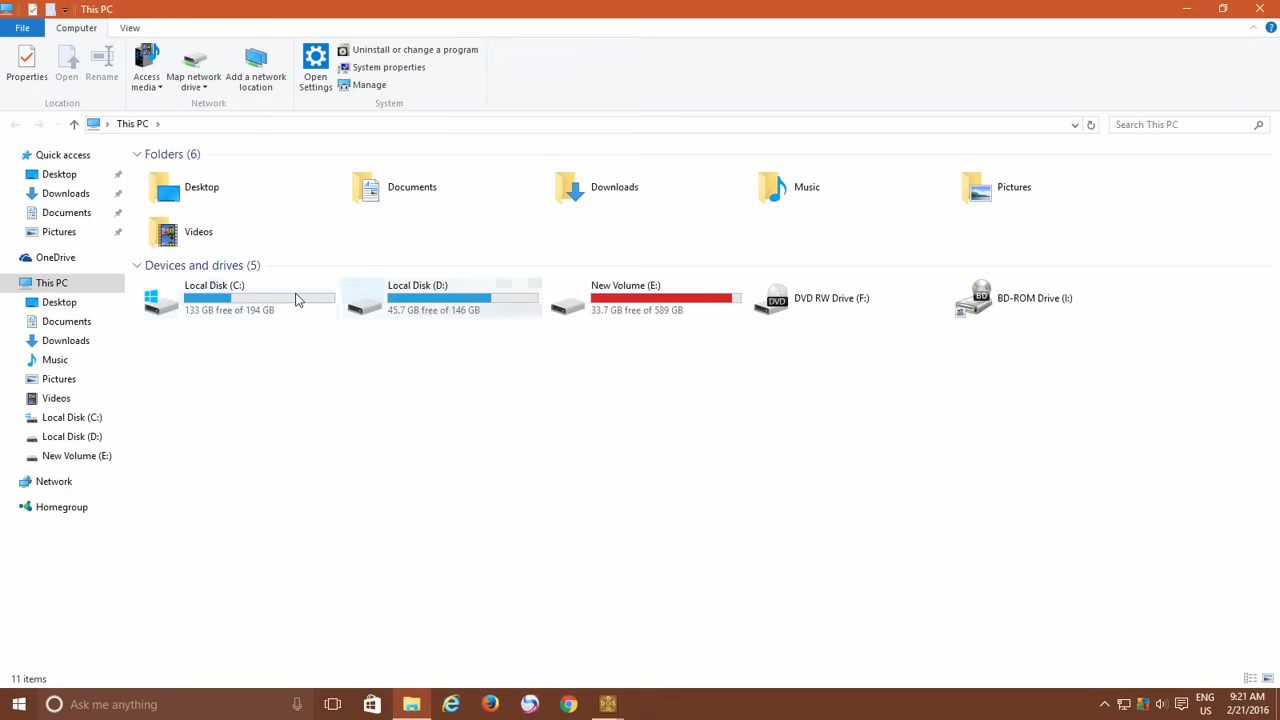 This PC
File
Computer
View
Properties
Open
Rename
Access media
Map network drive
Add a network location
Open Settings
Uninstall or change a program
System properties
Manage
Location
Network
System
This PC
Search This PC
Quick access
Desktop
Downloads
Documents
Pictures
OneDrive
This PC
Desktop
Documents
Downloads
Music
Pictures
Videos
Local Disk (C:)
Local Disk (D:)
New Volume (E:)
Network
Homegroup
Folders (6)
Desktop
Documents
Downloads
Music
Pictures
Videos
Devices and drives (5)
Local Disk (C:)
133 GB free of 194 GB
Local Disk (D:)
45.7 GB free of 146 GB
New Volume (E:)
33.7 GB free of 589 GB
DVD
DVD RW Drive (F:)
BD
BD-ROM Drive (I:)
11 items
Ask me anything
ENG
US
9:21 AM
2/21/2016